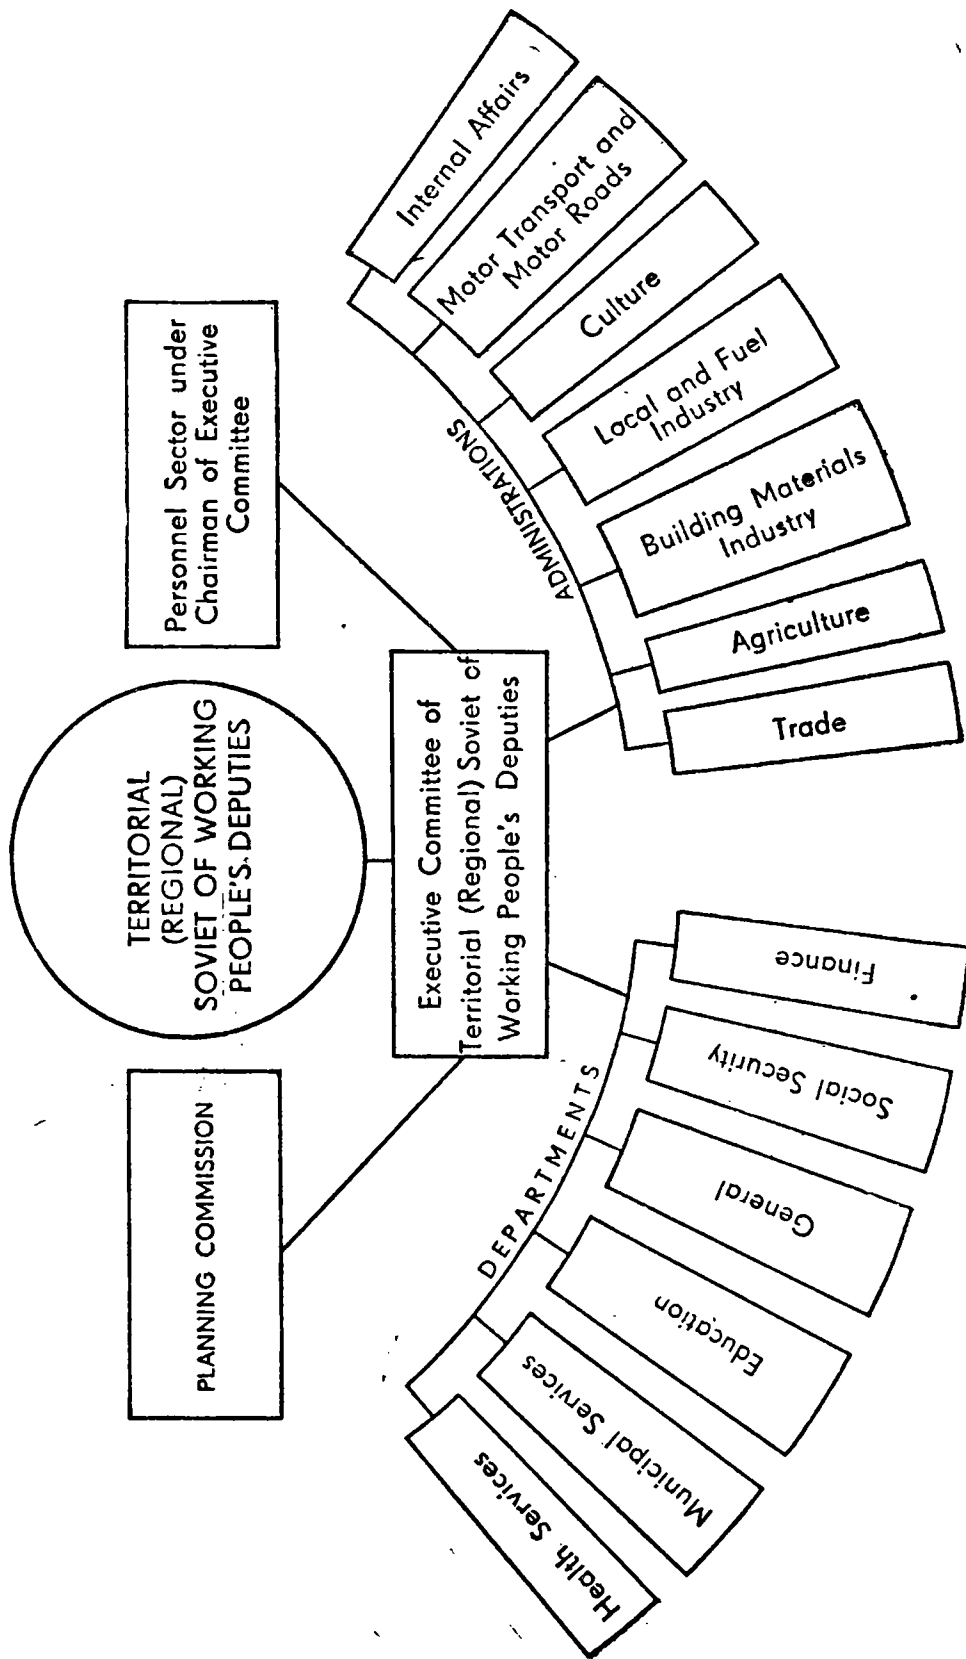 TERRITORIAL
(REGIONAL)
SOVIET OF WORKING
PEOPLE'S DEPUTIES
PLANNING COMMISSION
Personnel Sector under
Chairman of Executive
Committee
Executive Committee of
Territorial (Regional) Soviet of
Working People's Deputies
DEPARTMENTS
Health Services
Municipal Services
Education
General
Social Security
Finance
ADMINISTRATIONS
Trade
Agriculture
Building Materials
Industry
Local and Fuel
Industry
Culture
Motor Transport and
Motor Roads
Internal Affairs